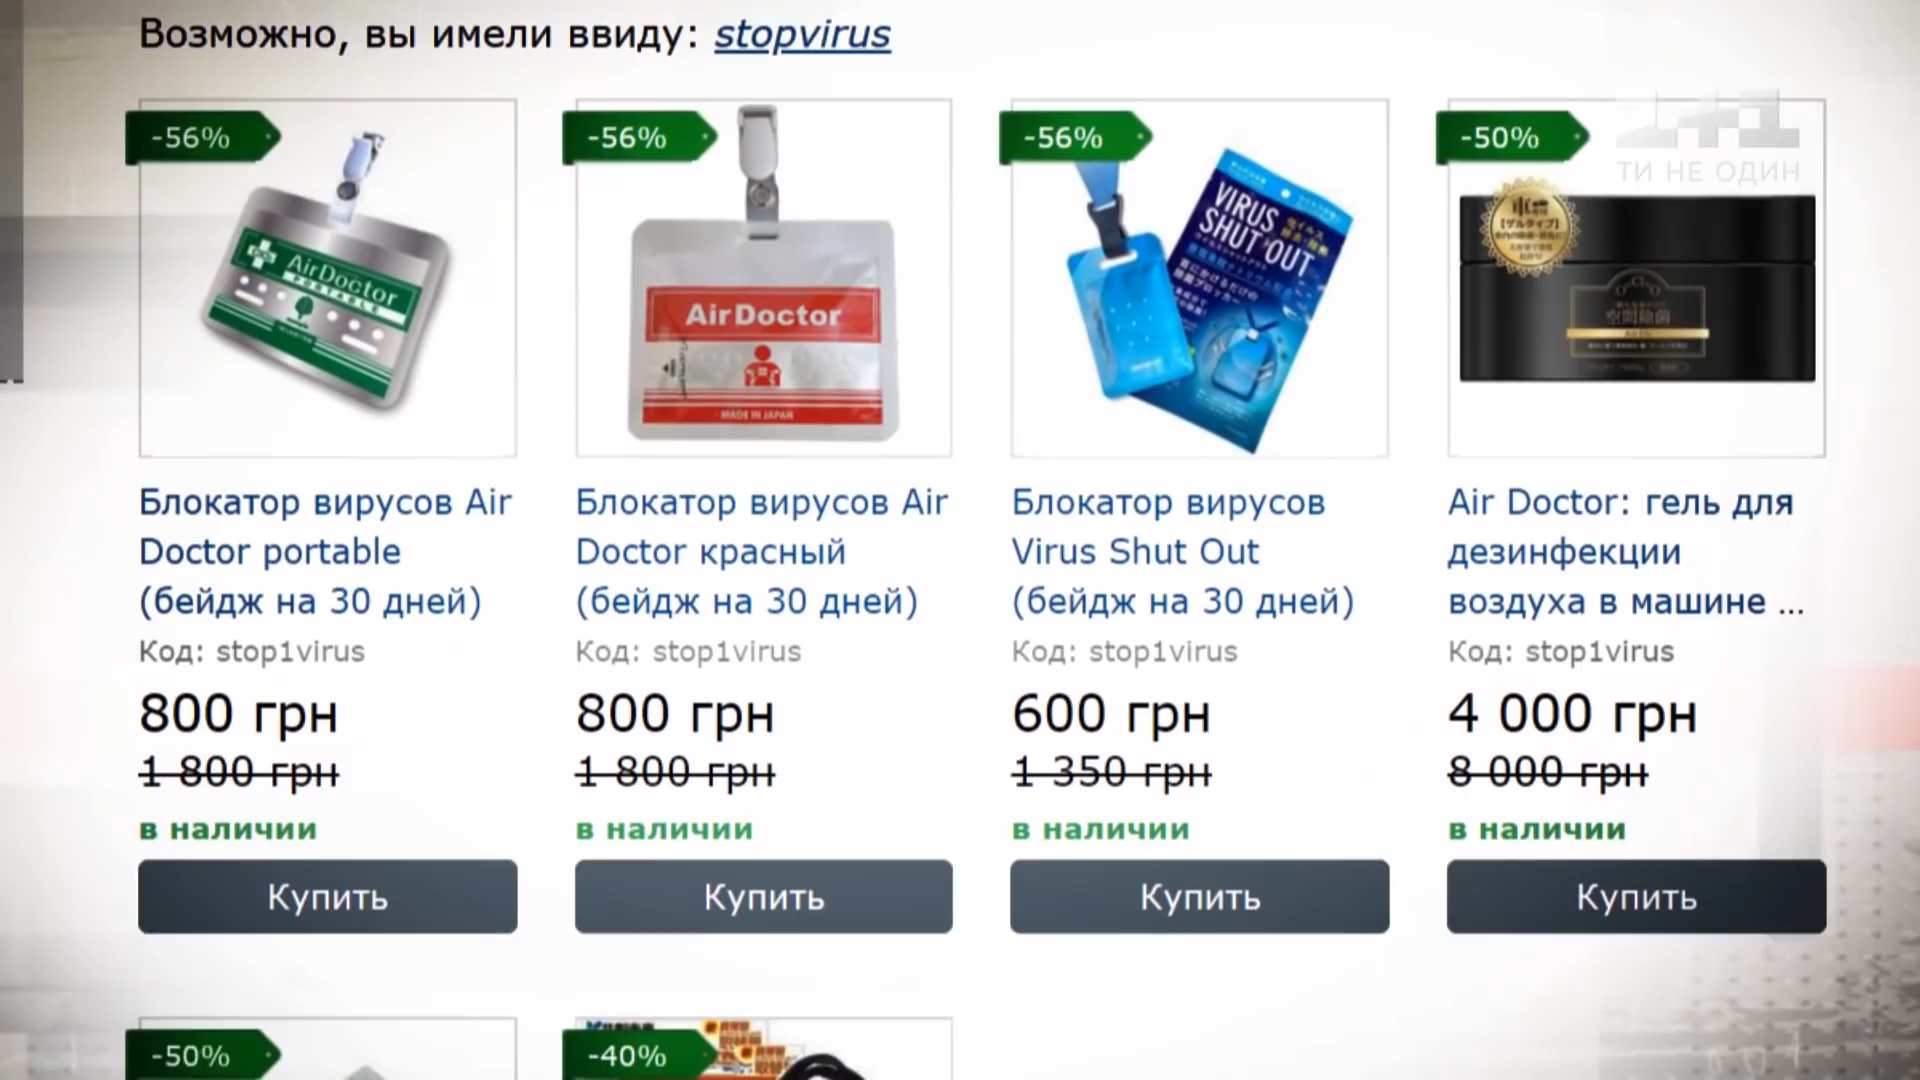 Возможно, вы имели ввиду: stopvirus
-56%
-56%
-56%
-50%
1+1
ТИ НЕ ОДИН
AirDoctor
PORTABLE
AirDoctor
MADE IN JAPAN
VIRUS
SHUT OUT
Блокатор вирусов Air
Doctor portable
(бейдж на 30 дней)
Код: stop1virus
800 грн
1 800 грн
в наличии
Купить
Блокатор вирусов Air
Doctor красный
(бейдж на 30 дней)
Код: stop1virus
800 грн
1 800 грн
в наличии
Купить
Блокатор вирусов
Virus Shut Out
(бейдж на 30 дней)
Код: stop1virus
600 грн
1 350 грн
в наличии
Купить
Air Doctor: гель для
дезинфекции
воздуха в машине ...
Код: stop1virus
4 000 грн
8 000 грн
в наличии
Купить
-50%
-40%